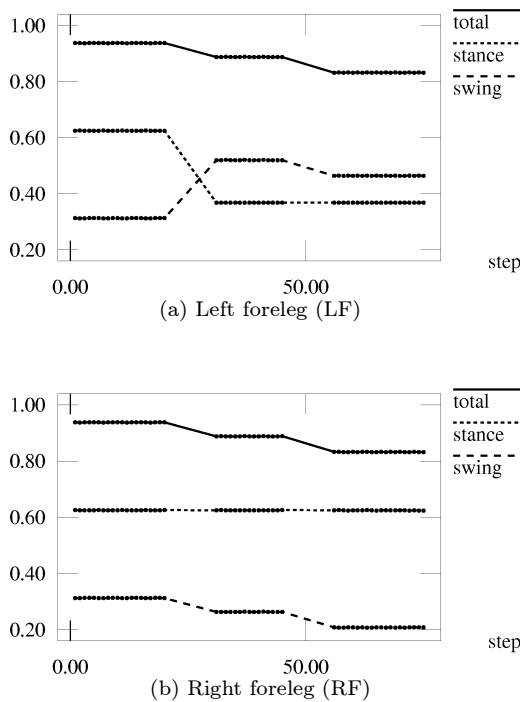 1.00
0.80
0.60
0.40
0.20
0.00
50.00
total
stance
swing
step
(a) Left foreleg (LF)
1.00
0.80
0.60
0.40
0.20
0.00
50.00
total
stance
swing
step
(b) Right foreleg (RF)